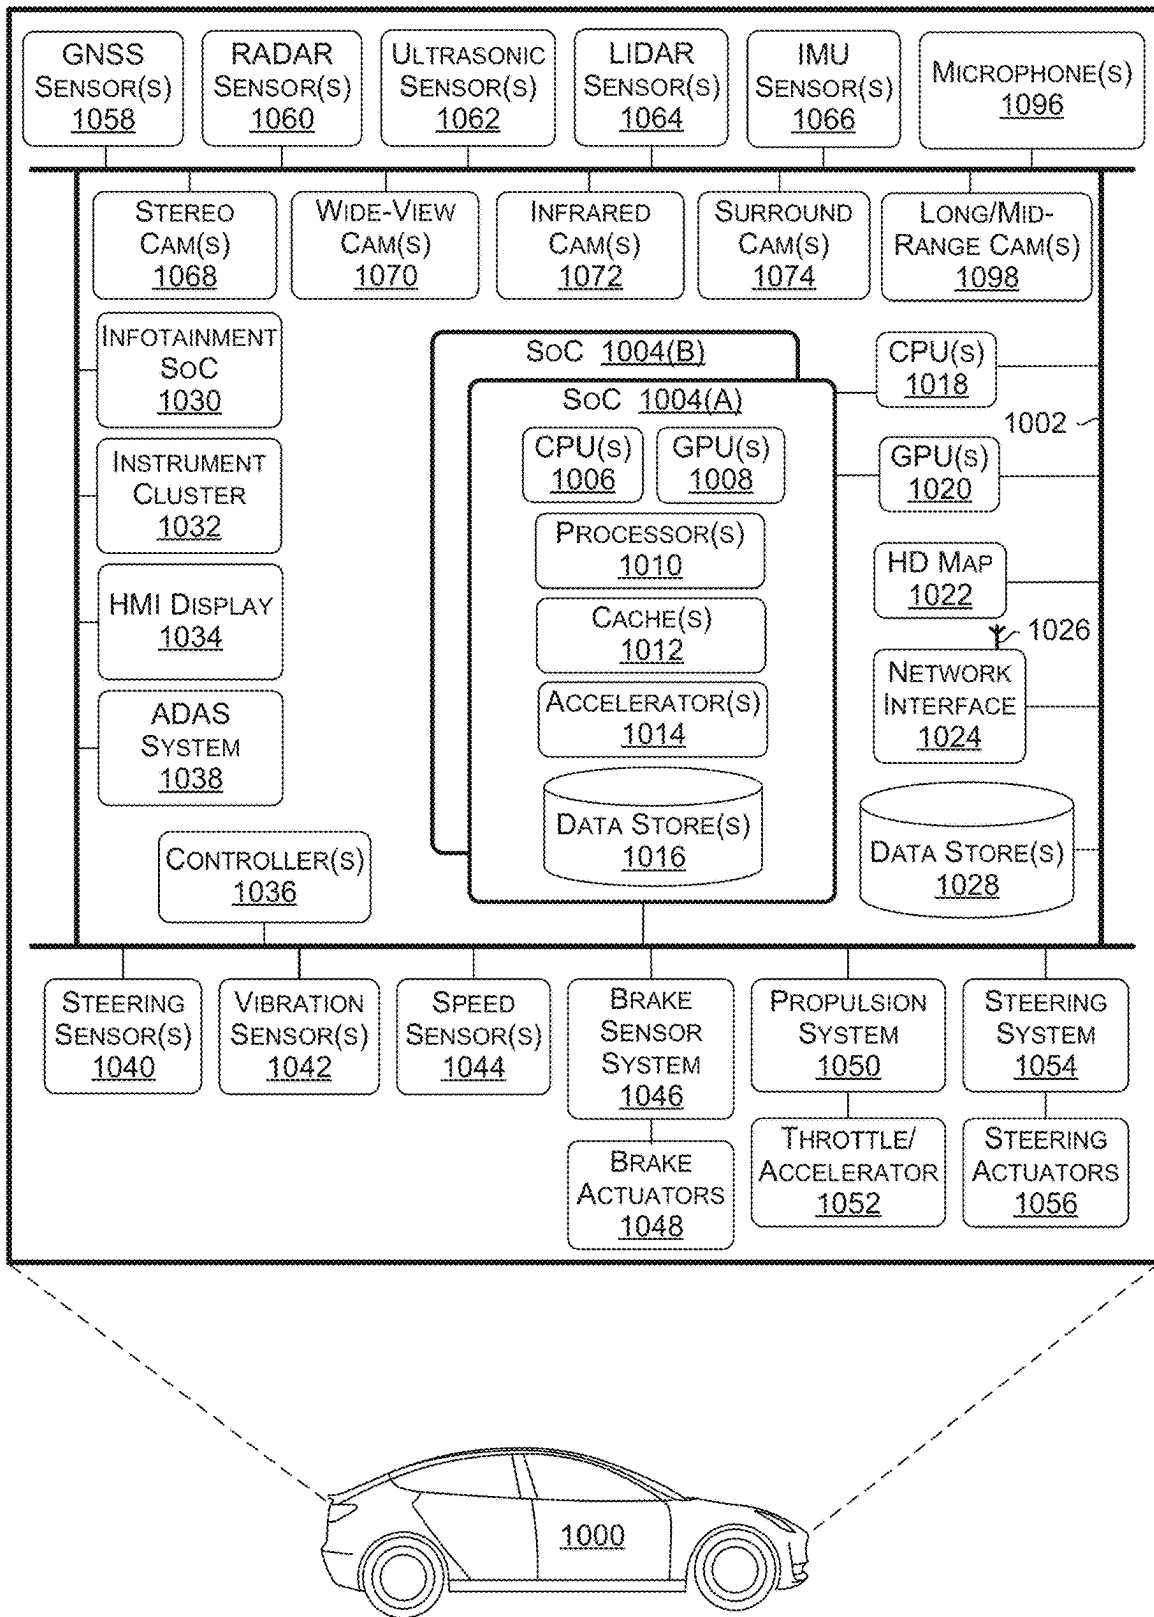 GNSS
SENSOR(S)
1058
RADAR
SENSOR(S)
1060
ULTRASONIC
SENSOR(S)
1062
LIDAR
SENSOR(S)
1064
IMU
SENSOR(S)
1066
MICROPHONE(S)
1096
STEREO
CAM(S)
1068
WIDE-VIEW
CAM(S)
1070
INFRARED
CAM(S)
1072
SURROUND
CAM(S)
1074
LONG/MID-
RANGE CAM(S)
1098
INFOTAINMENT
SOC
1030
INSTRUMENT
CLUSTER
1032
HMI DISPLAY
1034
ADAS
SYSTEM
1038
CONTROLLER(S)
1036
SOC 1004(B)
SOC 1004(A)
CPU(S)
1006
GPU(S)
1008
PROCESSOR(S)
1010
CACHE(S)
1012
ACCELERATOR(S)
1014
DATA STORE(S)
1016
CPU(S)
1018
1002
GPU(S)
1020
HD MAP
1022
1026
NETWORK
INTERFACE
1024
DATA STORE(S)
1028
STEERING
SENSOR(S)
1040
VIBRATION
SENSOR(S)
1042
SPEED
SENSOR(S)
1044
BRAKE
SENSOR
SYSTEM
1046
BRAKE
ACTUATORS
1048
PROPULSION
SYSTEM
1050
THROTTLE/
ACCELERATOR
1052
STEERING
SYSTEM
1054
STEERING
ACTUATORS
1056
1000